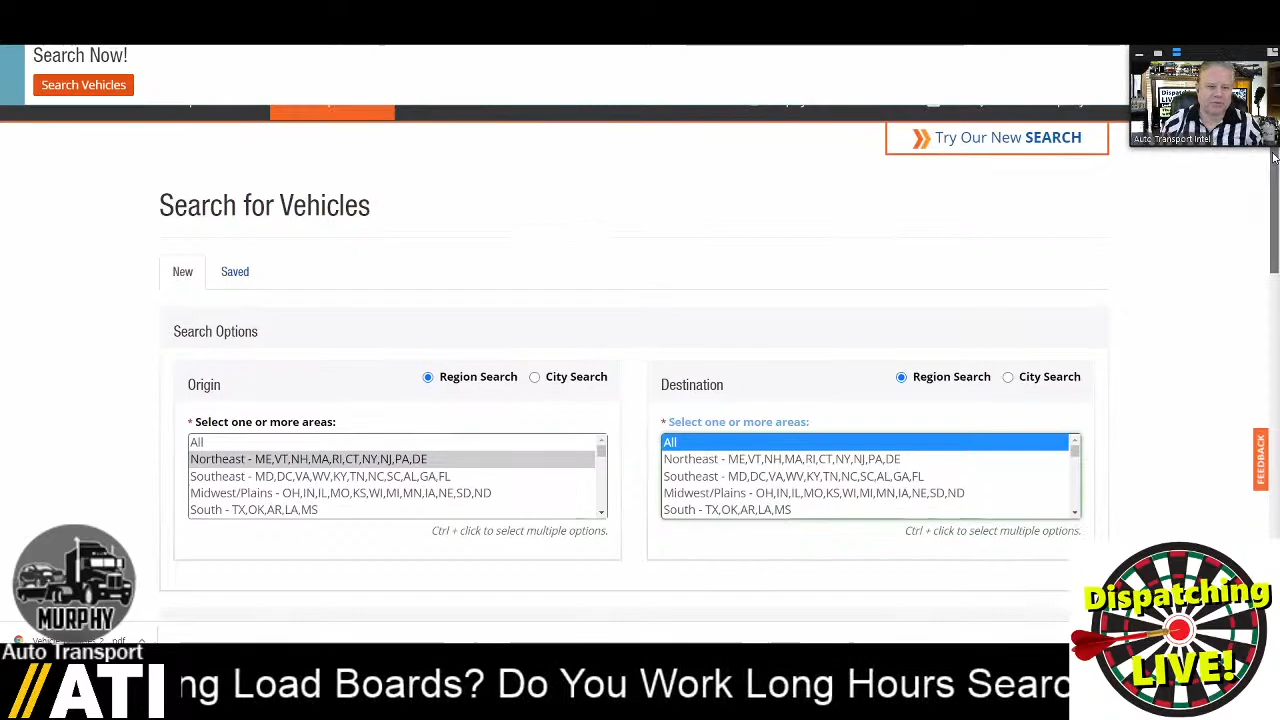 Search Now!
Search Vehicles
Try Our New SEARCH
Auto Transport Intel
Search for Vehicles
New
Saved
Search Options
Origin
Region Search
City Search
* Select one or more areas:
All
Northeast - ME,VT,NH,MA,RI,CT,NY,NJ,PA,DE
Southeast - MD,DC,VA,WV,KY,TN,NC,SC,AL,GA,FL
Midwest/Plains - OH,IN,IL,MO,KS,WI,MI,MN,IA,NE,SD,ND
South - TX,OK,AR,LA,MS
Ctrl + click to select multiple options.
Destination
Region Search
City Search
* Select one or more areas:
All
Northeast - ME,VT,NH,MA,RI,CT,NY,NJ,PA,DE
Southeast - MD,DC,VA,WV,KY,TN,NC,SC,AL,GA,FL
Midwest/Plains - OH,IN,IL,MO,KS,WI,MI,MN,IA,NE,SD,ND
South - TX,OK,AR,LA,MS
Ctrl + click to select multiple options.
FEEDBACK
MURPHY
Auto Transport
//ATI
ng Load Boards? Do You Work Long Hours Searc
Dispatching
LIVE!